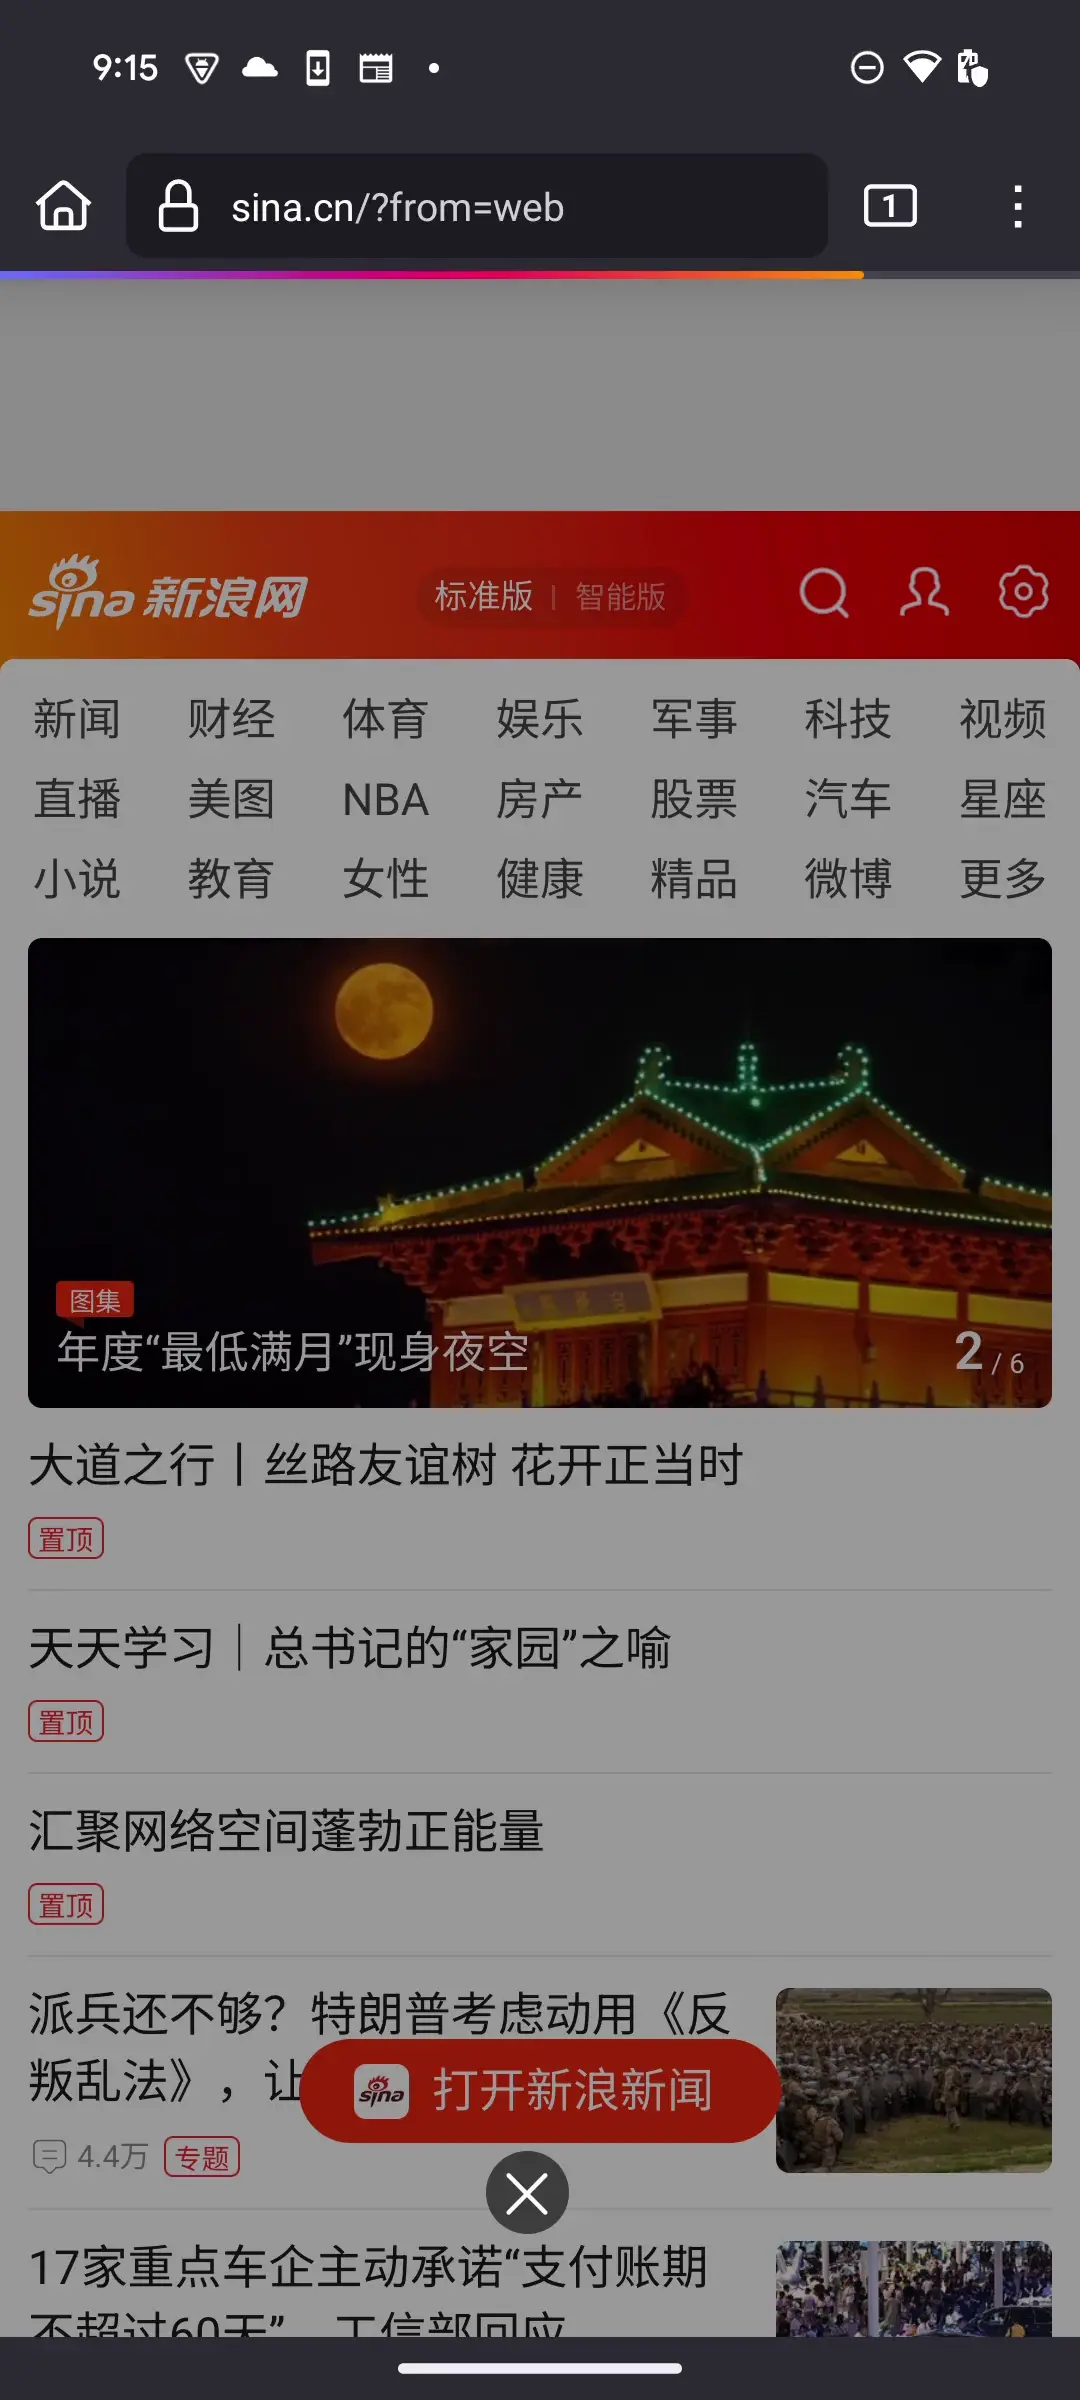 9:15
sina.cn/?from=web
1
sina 新浪网
标准版 | 智能版
新闻 财经 体育 娱乐 军事 科技 视频
直播 美图 NBA 房产 股票 汽车 星座
小说 教育 女性 健康 精品 微博 更多
图集
年度“最低满月”现身夜空
2 / 6
大道之行丨丝路友谊树 花开正当时
置顶
天天学习｜总书记的“家园”之喻
置顶
汇聚网络空间蓬勃正能量
置顶
派兵还不够？特朗普考虑动用《反
叛乱法》，让
sina 打开新浪新闻
4.4万 专题
17家重点车企主动承诺“支付账期
不超过60天” 工信部回应